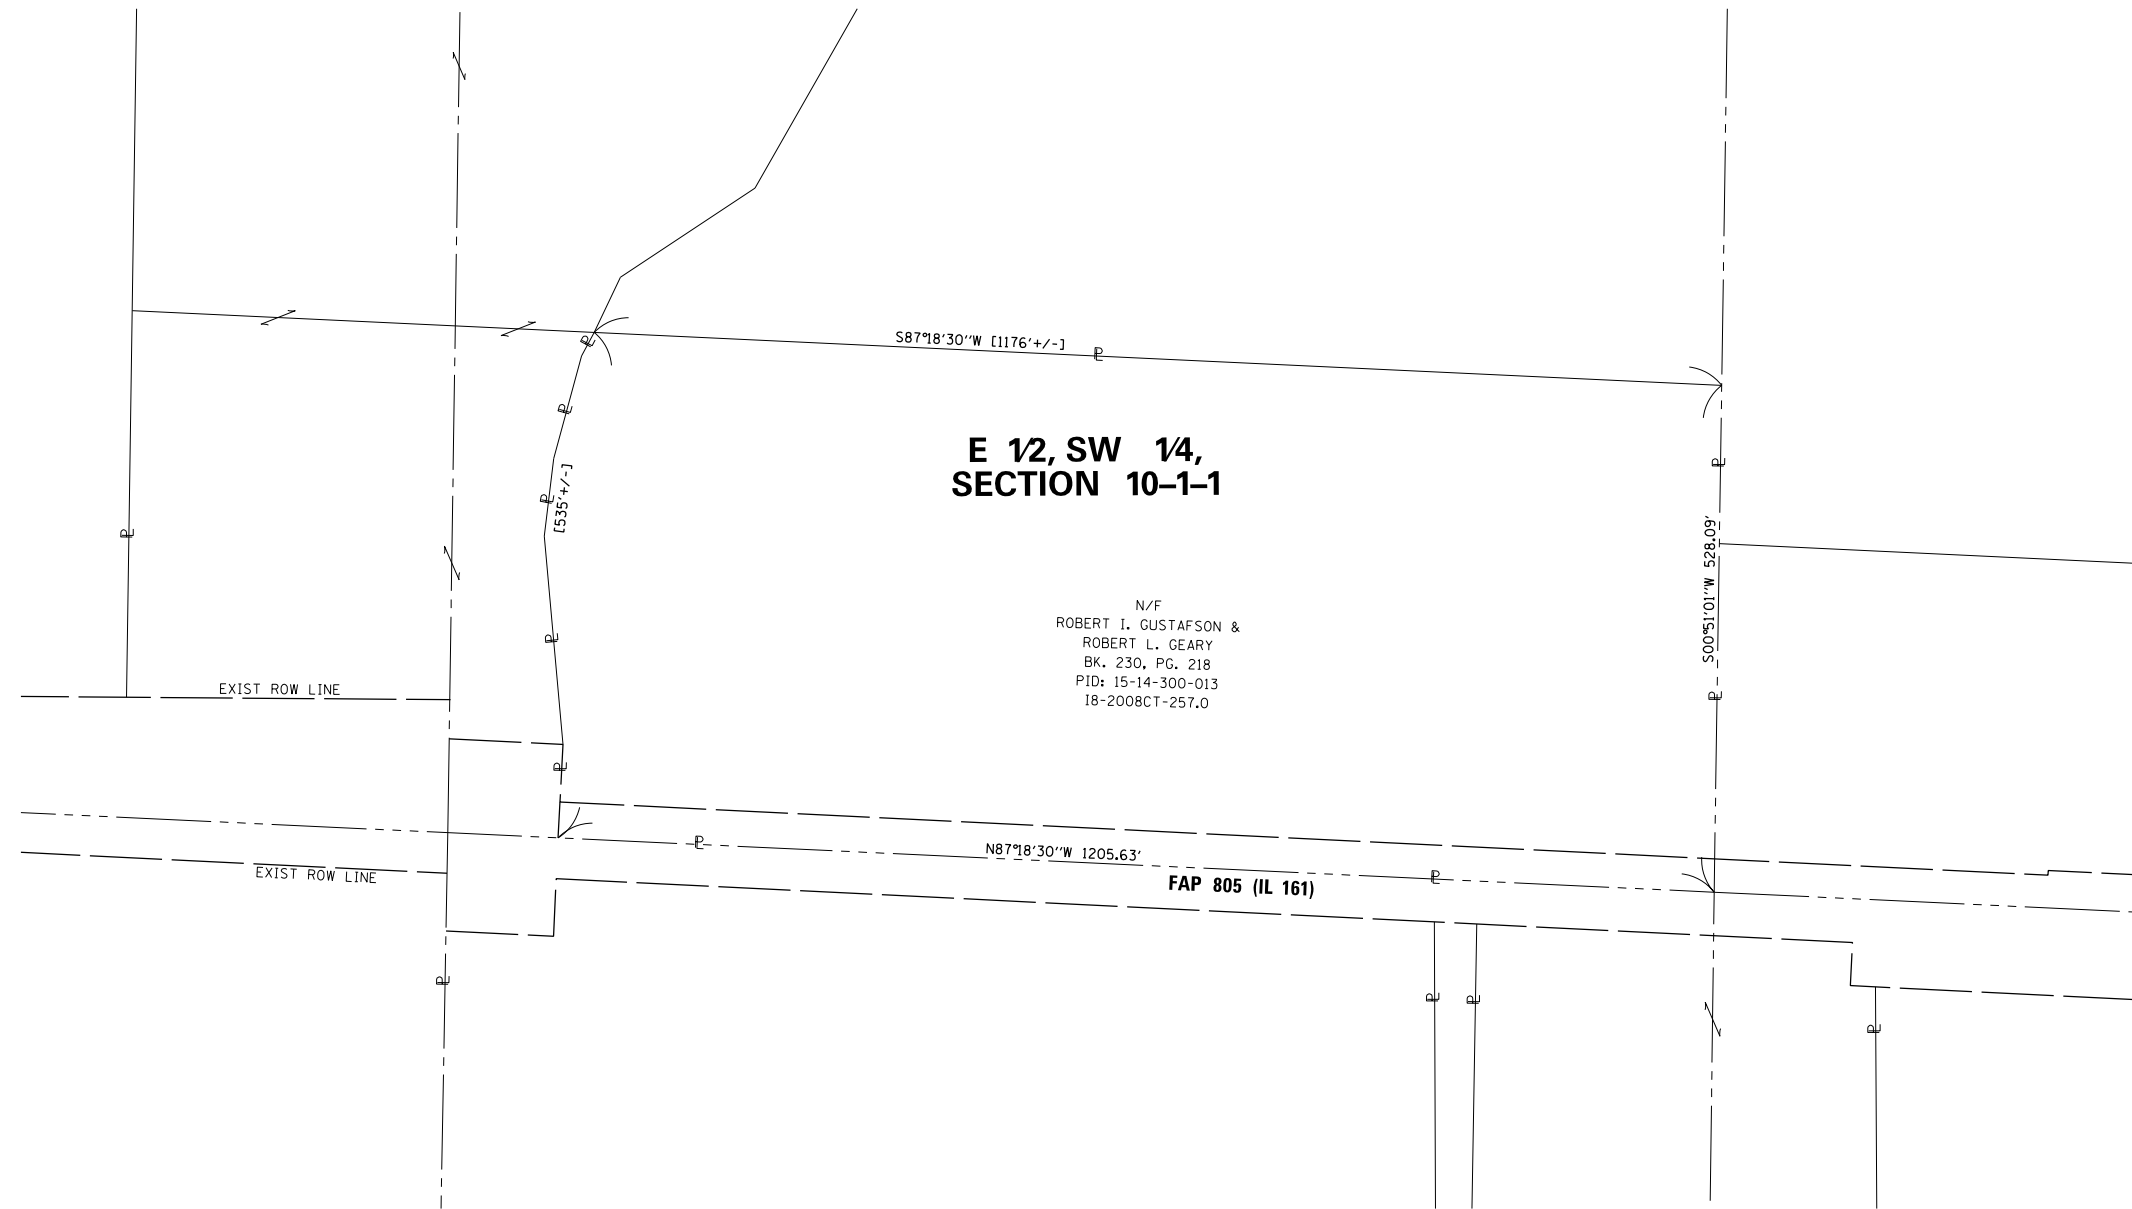 S87°18'30''W [1176'+/-]
E 1/2, SW 1/4,
SECTION 10–1–1
[535'+/-]
S00°51'01''W 528.09'
N/F
ROBERT I. GUSTAFSON &
ROBERT L. GEARY
BK. 230, PG. 218
PID: 15-14-300-013
I8-2008CT-257.0
EXIST ROW LINE
N87°18'30''W 1205.63'
EXIST ROW LINE
FAP 805 (IL 161)